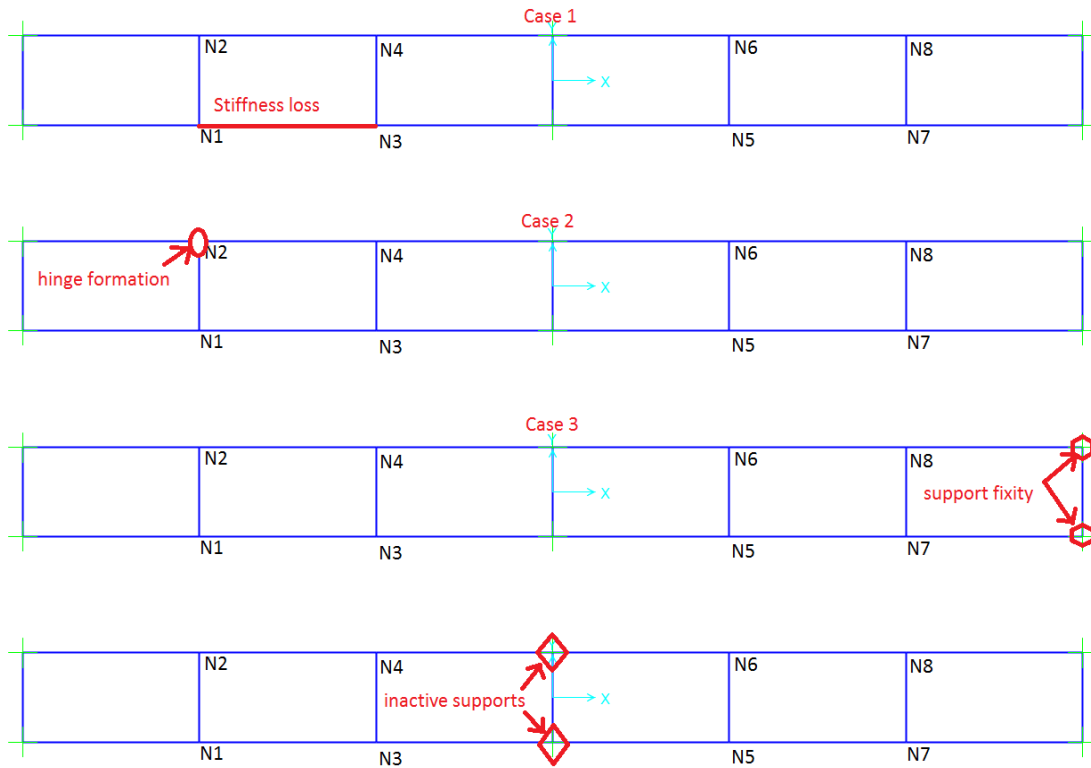 Case 1
N2 N4 N6 N8
X
Stiffness loss
N1 N3 N5 N7
Case 2
N2 N4 N6 N8
hinge formation
X
N1 N3 N5 N7
Case 3
N2 N4 N6 N8
X
support fixity
N1 N3 N5 N7
N2 N4 N6 N8
inactive supports
X
N1 N3 N5 N7